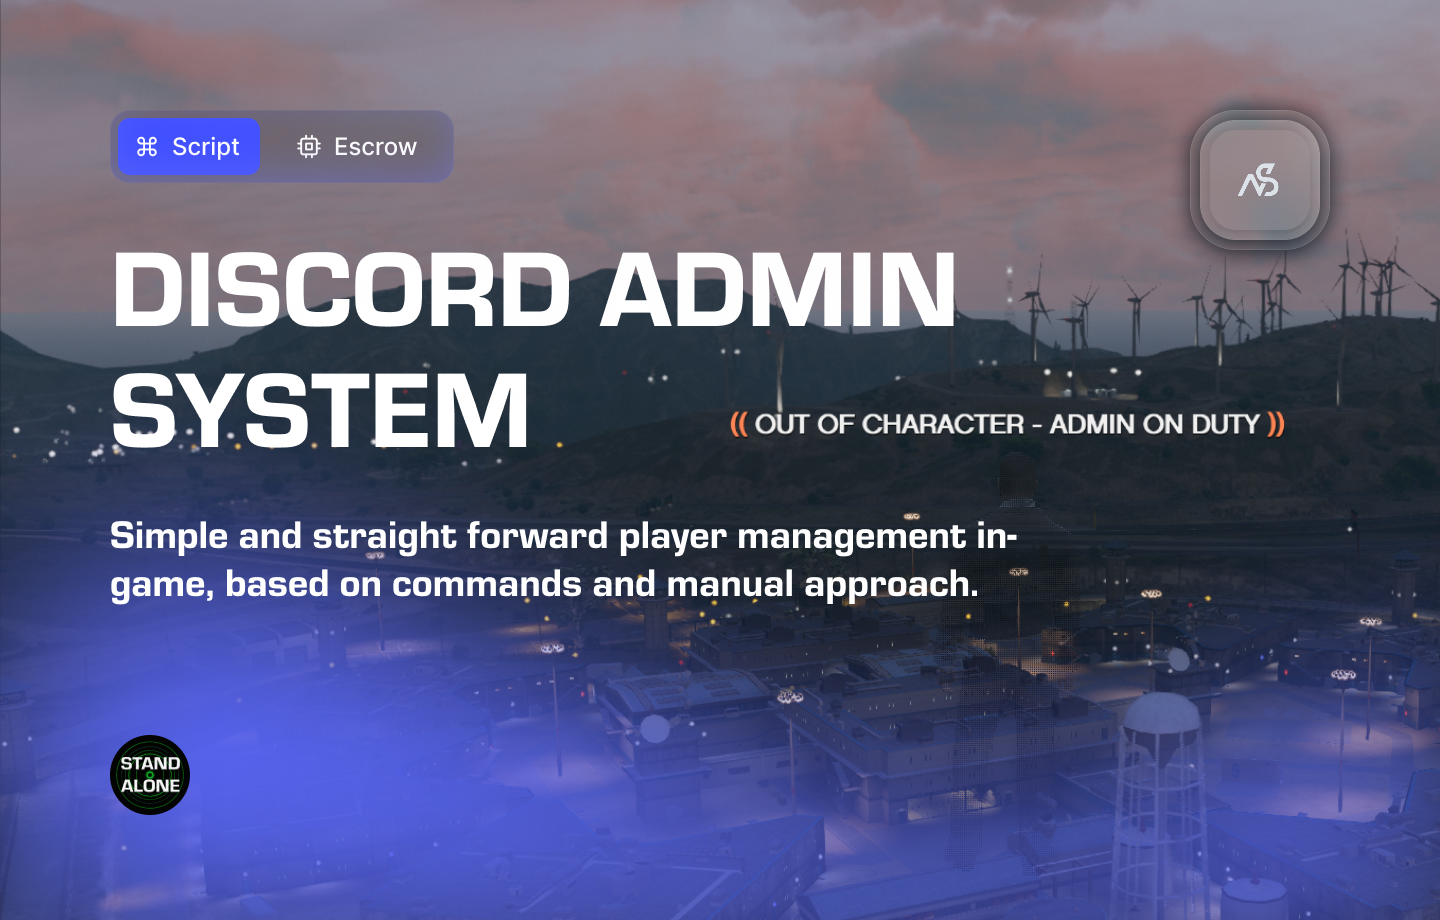 Script
Escrow
DISCORD ADMIN
SYSTEM
(( OUT OF CHARACTER - ADMIN ON DUTY ))
Simple and straight forward player management in-
game, based on commands and manual approach.
STAND
ALONE